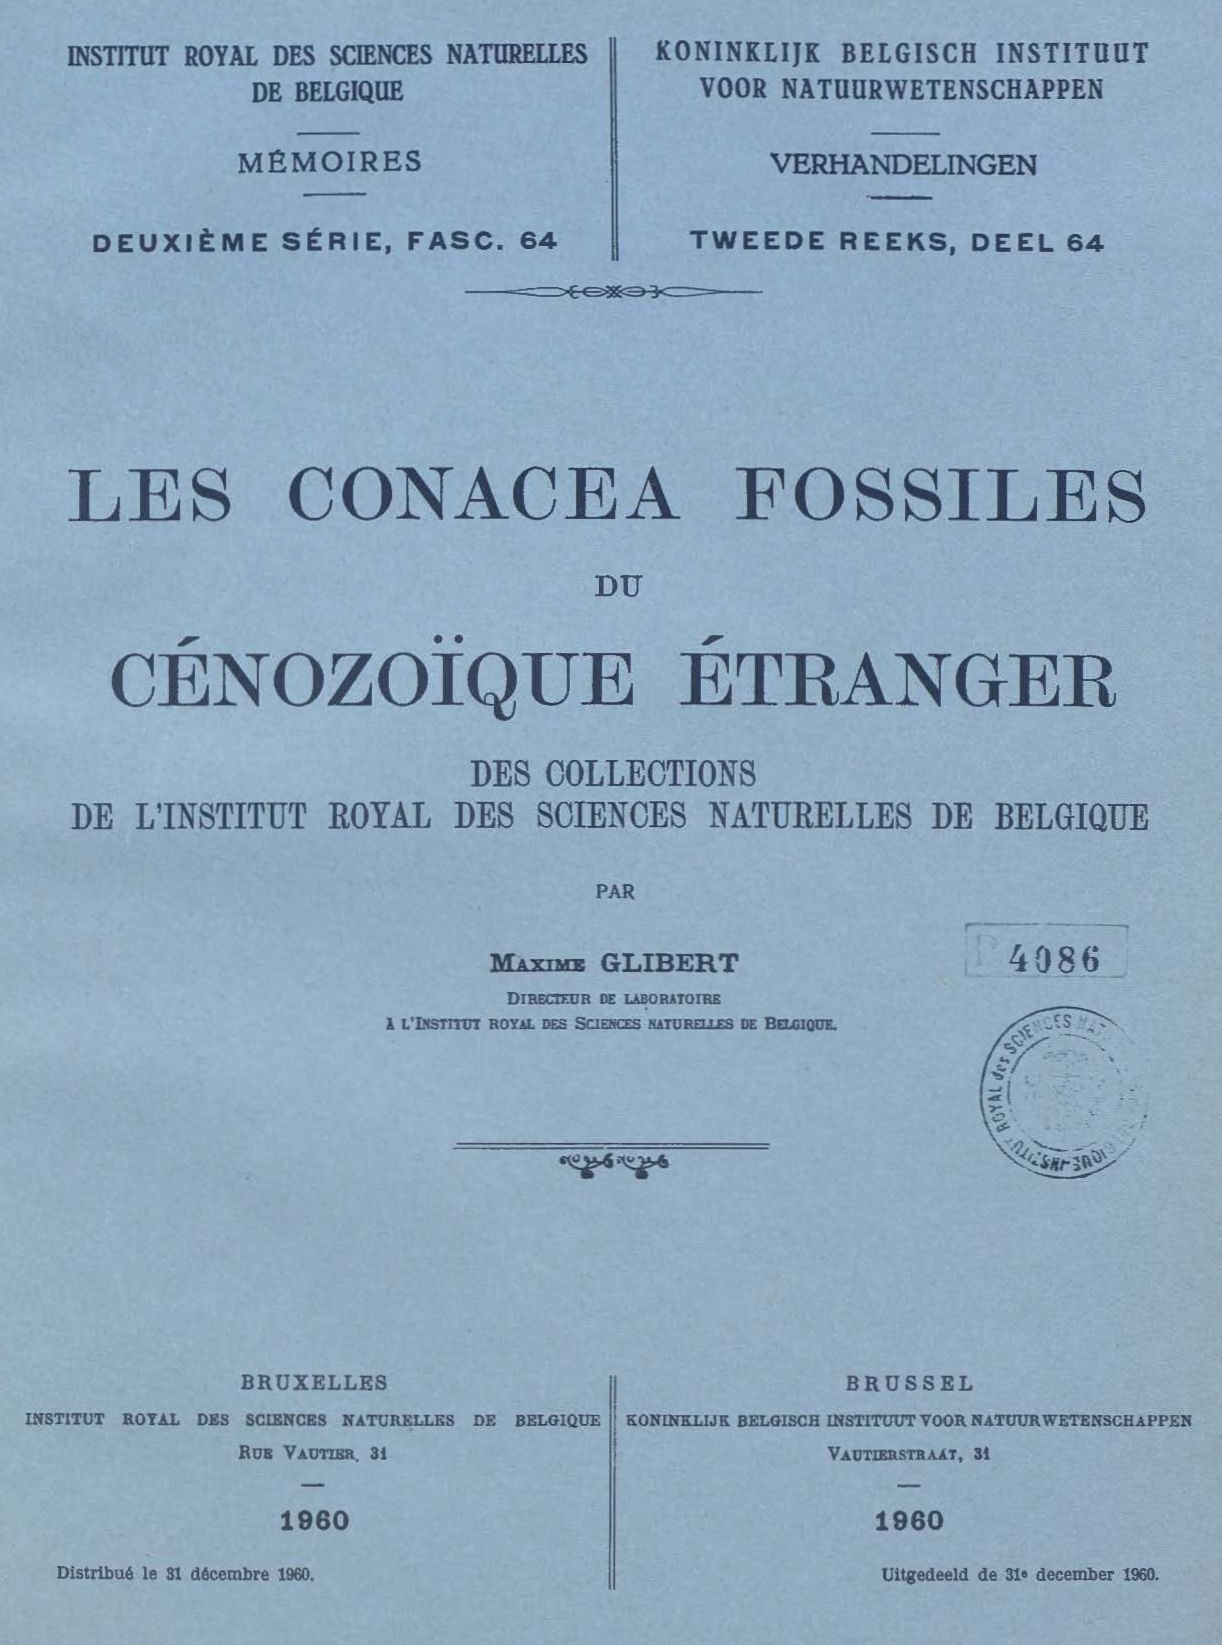 INSTITUT ROYAL DES SCIENCES NATURELLES
DE BELGIQUE
MÉMOIRES
DEUXIÈME SÉRIE, FASC. 64
KONINKLIJK BELGISCH INSTITUUT
VOOR NATUURWETENSCHAPPEN
VERHANDELINGEN
TWEEDE REEKS, DEEL 64
LES CONACEA FOSSILES
DU
CÉNOZOÏQUE ÉTRANGER
DES COLLECTIONS
DE L'INSTITUT ROYAL DES SCIENCES NATURELLES DE BELGIQUE
PAR
MAXIME GLIBERT
DIRECTEUR DE LABORATOIRE
À L'INSTITUT ROYAL DES SCIENCES NATURELLES DE BELGIQUE.
P 4086
ROYAL des SCIENCES
BRUXELLES
INSTITUT ROYAL DES SCIENCES NATURELLES DE BELGIQUE
RUE VAUTIER, 31
1960
Distribué le 31 décembre 1960.
BRUSSEL
KONINKLIJK BELGISCH INSTITUUT VOOR NATUURWETENSCHAPPEN
VAUTIERSTRAAT, 31
1960
Uitgedeeld de 31e december 1960.